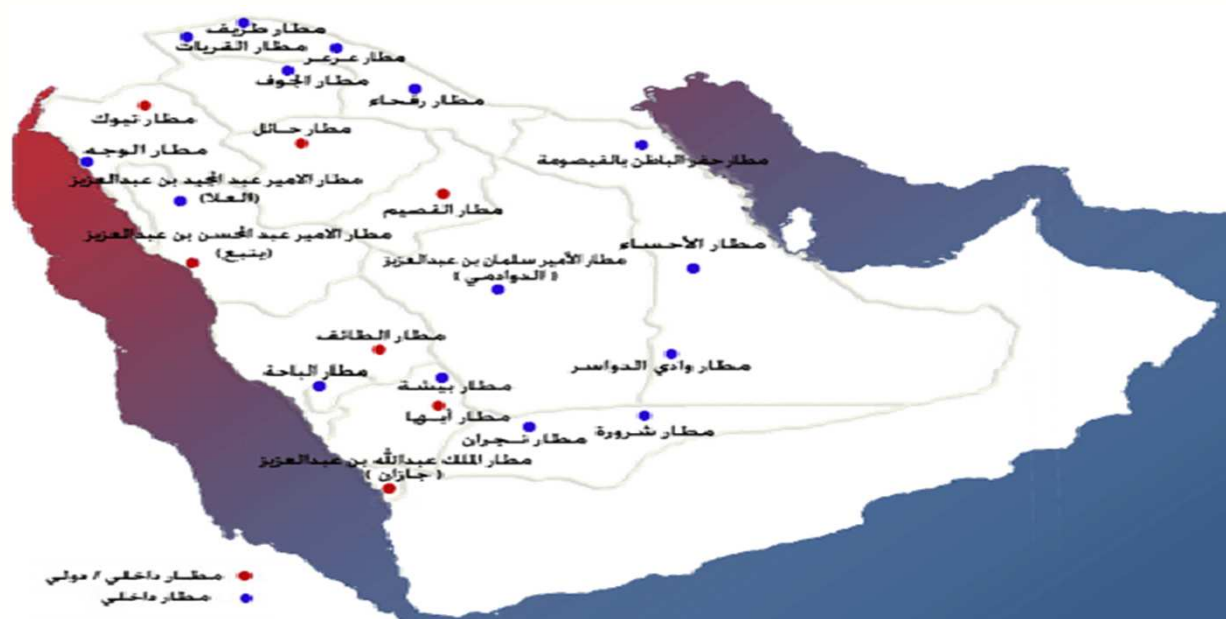 مطار طريف
مطار القريات
مطار عرعر
مطار الجوف
مطار رفحاء
مطار تبوك
مطار حائل
مطار الوجه
مطار حفر الباطن بالقيصومة
مطار الامير عبد المجيد بن عبدالعزيز
(العلا)
مطار القصيم
مطار الامير عبد المحسن بن عبدالعزيز
(ينبع)
مطار الأحساء
مطار الأمير سلمان بن عبدالعزيز
( الدوادمي )
مطار الطائف
مطار وادي الدواسر
مطار الباحة
مطار بيشة
مطار أبها
مطار شرورة
مطار نجران
مطار الملك عبدالله بن عبدالعزيز
( جازان )
مطار داخلي / دولي
مطار داخلي